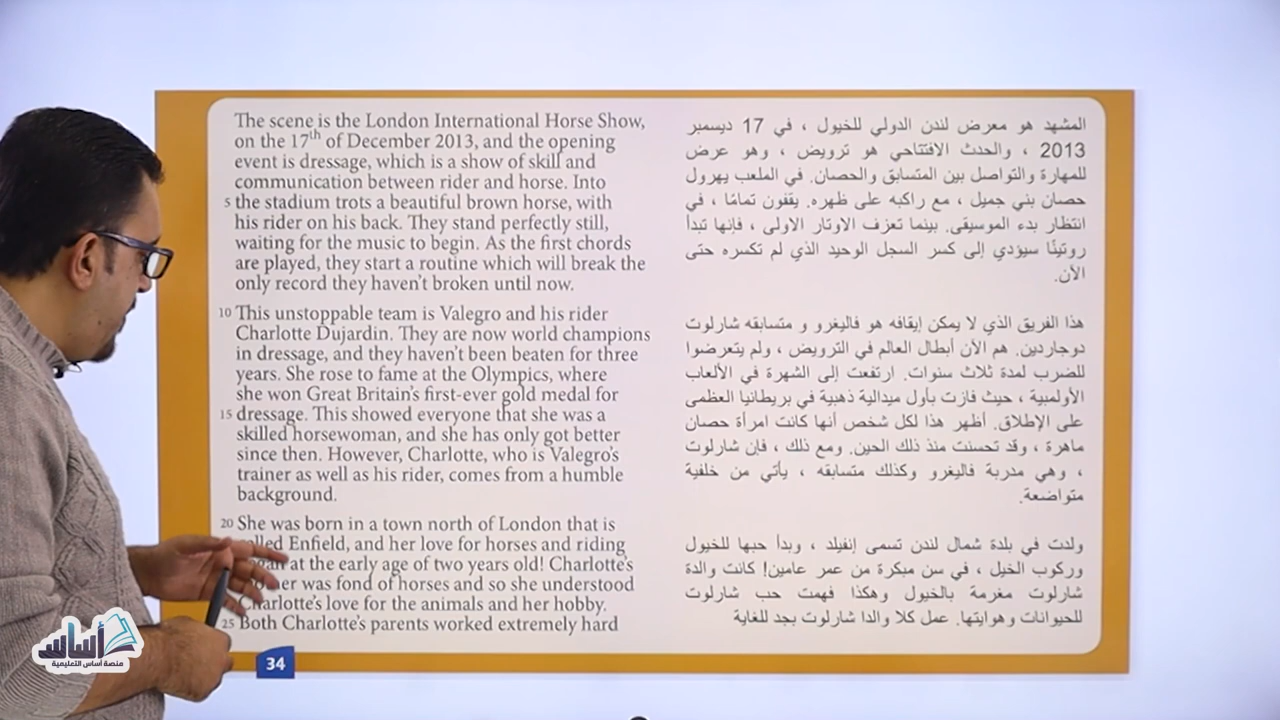 The scene is the London International Horse Show,
on the 17th of December 2013, and the opening
event is dressage, which is a show of skill and
communication between rider and horse. Into
5 the stadium trots a beautiful brown horse, with
his rider on his back. They stand perfectly still,
waiting for the music to begin. As the first chords
are played, they start a routine which will break the
only record they haven't broken until now.
10 This unstoppable team is Valegro and his rider
Charlotte Dujardin. They are now world champions
in dressage, and they haven't been beaten for three
years. She rose to fame at the Olympics, where
she won Great Britain's first-ever gold medal for
15 dressage. This showed everyone that she was a
skilled horsewoman, and she has only got better
since then. However, Charlotte, who is Valegro's
trainer as well as his rider, comes from a humble
background.
20 She was born in a town north of London that is
Enfield, and her love for horses and riding
at the early age of two years old! Charlotte's
was fond of horses and so she understood
Charlotte's love for the animals and her hobby.
25 Both Charlotte's parents worked extremely hard
المشهد هو معرض لندن الدولي للخيول ، في 17 ديسمبر
2013 ، والحدث الافتتاحي هو ترويض ، وهو عرض
للمهارة والتواصل بين المتسابق والحصان. في الملعب يهرول
حصان بني جميل ، مع راكبه على ظهره. يقفون تمامًا ، في
انتظار بدء الموسيقى. بينما تعزف الاوتار الاولى ، فإنها تبدأ
روتينًا سيؤدي إلى كسر السجل الوحيد الذي لم تكسره حتى
الآن.
هذا الفريق الذي لا يمكن إيقافه هو فاليغرو و متسابقه شارلوت
دوجاردين. هم الآن أبطال العالم في الترويض ، ولم يتعرضوا
للضرب لمدة ثلاث سنوات. ارتفعت إلى الشهرة في الألعاب
الأولمبية ، حيث فازت بأول ميدالية ذهبية في بريطانيا العظمى
على الإطلاق. أظهر هذا لكل شخص أنها كانت امرأة حصان
ماهرة ، وقد تحسنت منذ ذلك الحين. ومع ذلك ، فإن شارلوت
، وهي مدربة فاليغرو وكذلك متسابقه ، يأتي من خلفية
متواضعة.
ولدت في بلدة شمال لندن تسمى إنفيلد ، وبدأ حبها للخيول
وركوب الخيل ، في سن مبكرة من عمر عامين! كانت والدة
شارلوت مغرمة بالخيول وهكذا فهمت حب شارلوت
للحيوانات وهوايتها. عمل كلا والدا شارلوت بجد للغاية
34
أساس
منصة أساس التعليمية